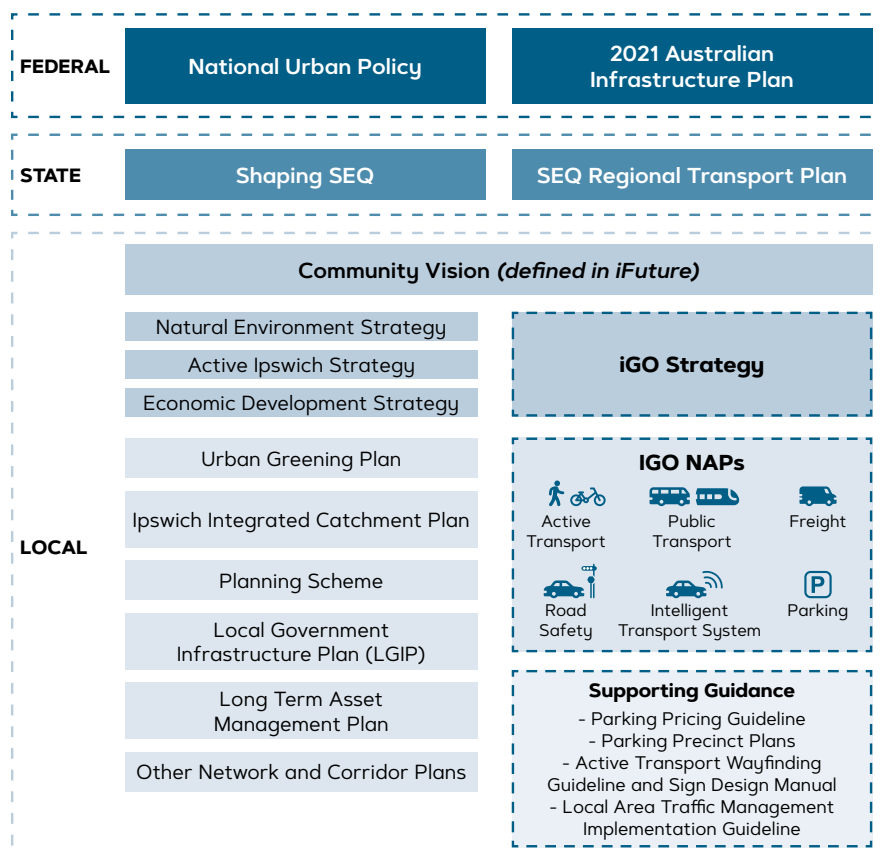 FEDERAL
National Urban Policy
2021 Australian
Infrastructure Plan
STATE
Shaping SEQ
SEQ Regional Transport Plan
LOCAL
Community Vision (defined in iFuture)
Natural Environment Strategy
Active Ipswich Strategy
Economic Development Strategy
Urban Greening Plan
Ipswich Integrated Catchment Plan
Planning Scheme
Local Government
Infrastructure Plan (LGIP)
Long Term Asset
Management Plan
Other Network and Corridor Plans
iGO Strategy
IGO NAPs
Active
Transport
Public
Transport
Freight
Road
Safety
Intelligent
Transport System
P
Parking
Supporting Guidance
- Parking Pricing Guideline
- Parking Precinct Plans
- Active Transport Wayfinding
Guideline and Sign Design Manual
- Local Area Traffic Management
Implementation Guideline